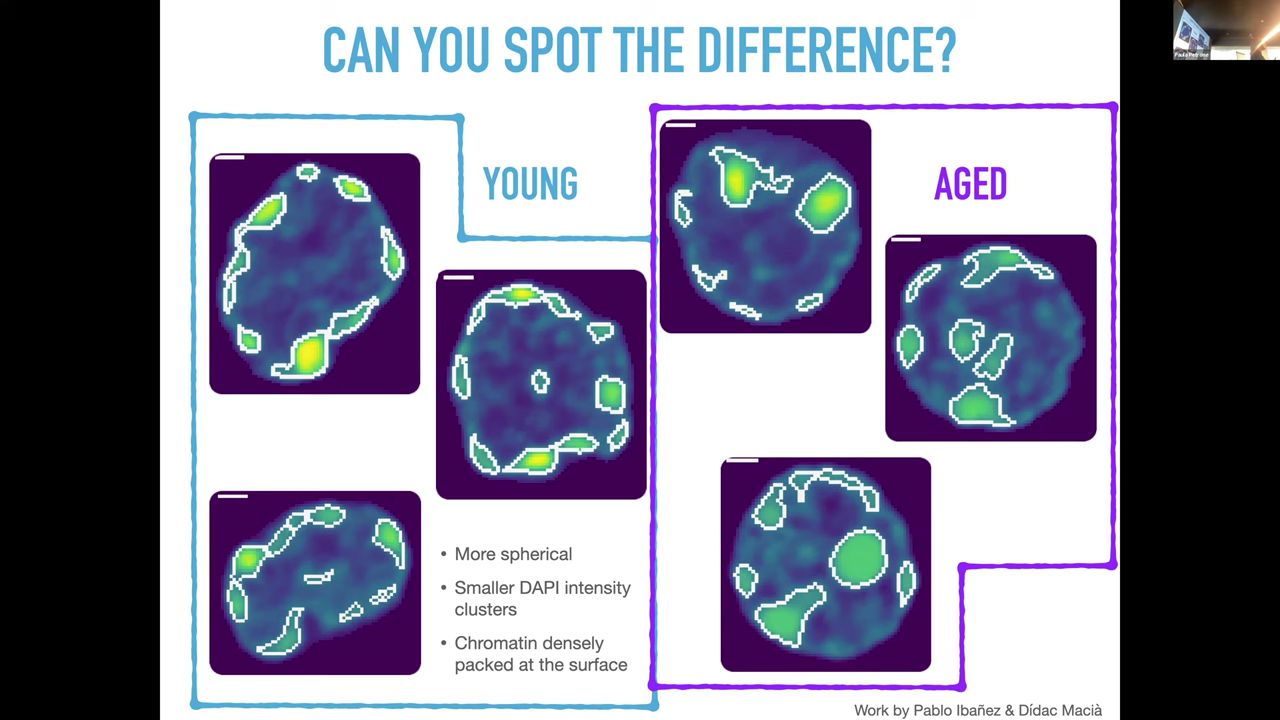 CAN YOU SPOT THE DIFFERENCE?
YOUNG
AGED
• More spherical
• Smaller DAPI intensity
clusters
• Chromatin densely
packed at the surface
Work by Pablo Ibañez & Dídac Macià